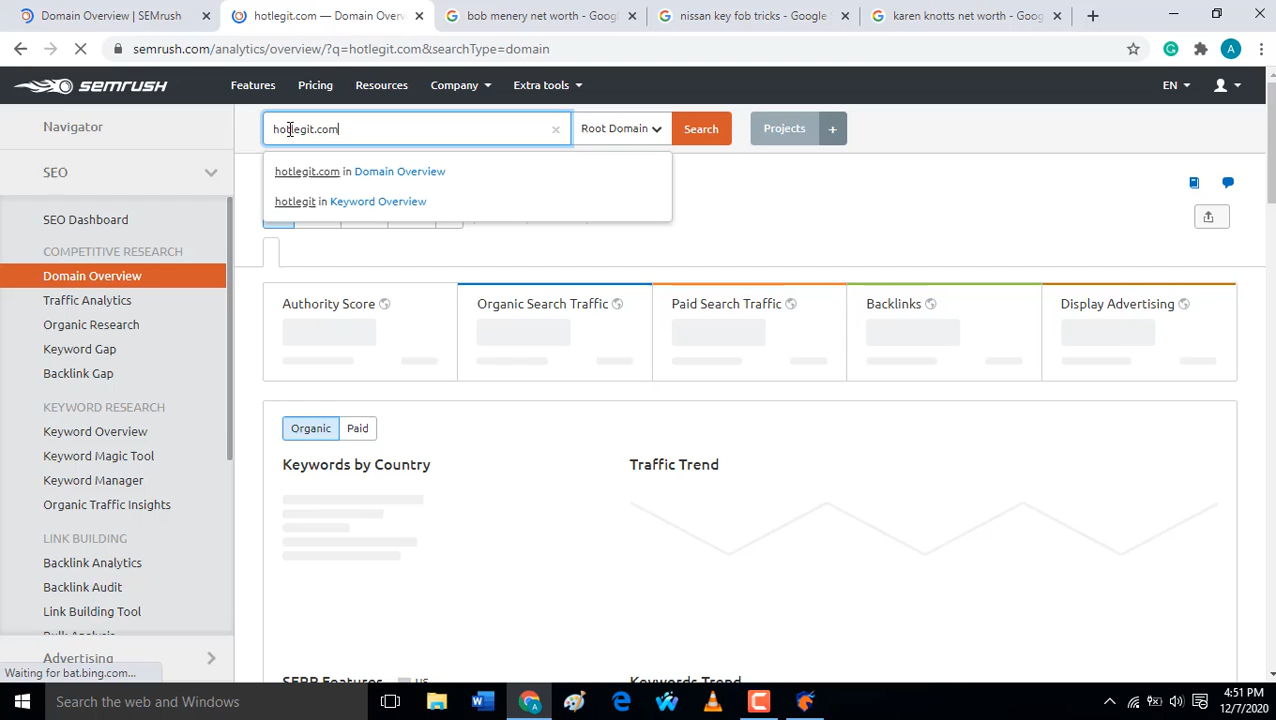 Domain Overview | SEMrush
hotlegit.com — Domain Overv
bob menery net worth - Googl
nissan key fob tricks - Google S
karen knotts net worth - Google
semrush.com/analytics/overview/?q=hotlegit.com&searchType=domain
A
SEMRUSH
Features
Pricing
Resources
Company
Extra tools
EN
Navigator
hotlegit.com
Root Domain
Search
Projects
+
SEO
hotlegit.com in Domain Overview
hotlegit in Keyword Overview
SEO Dashboard
COMPETITIVE RESEARCH
Domain Overview
Traffic Analytics
Organic Research
Keyword Gap
Backlink Gap
KEYWORD RESEARCH
Keyword Overview
Keyword Magic Tool
Keyword Manager
Organic Traffic Insights
LINK BUILDING
Backlink Analytics
Backlink Audit
Link Building Tool
Bulk Analysis
Advertising
Authority Score
Organic Search Traffic
Paid Search Traffic
Backlinks
Display Advertising
Organic
Paid
Keywords by Country
Traffic Trend
SERP Features
US
Keywords Trend
Waiting for bat.bing.com...
Search the web and Windows
4:51 PM
12/7/2020